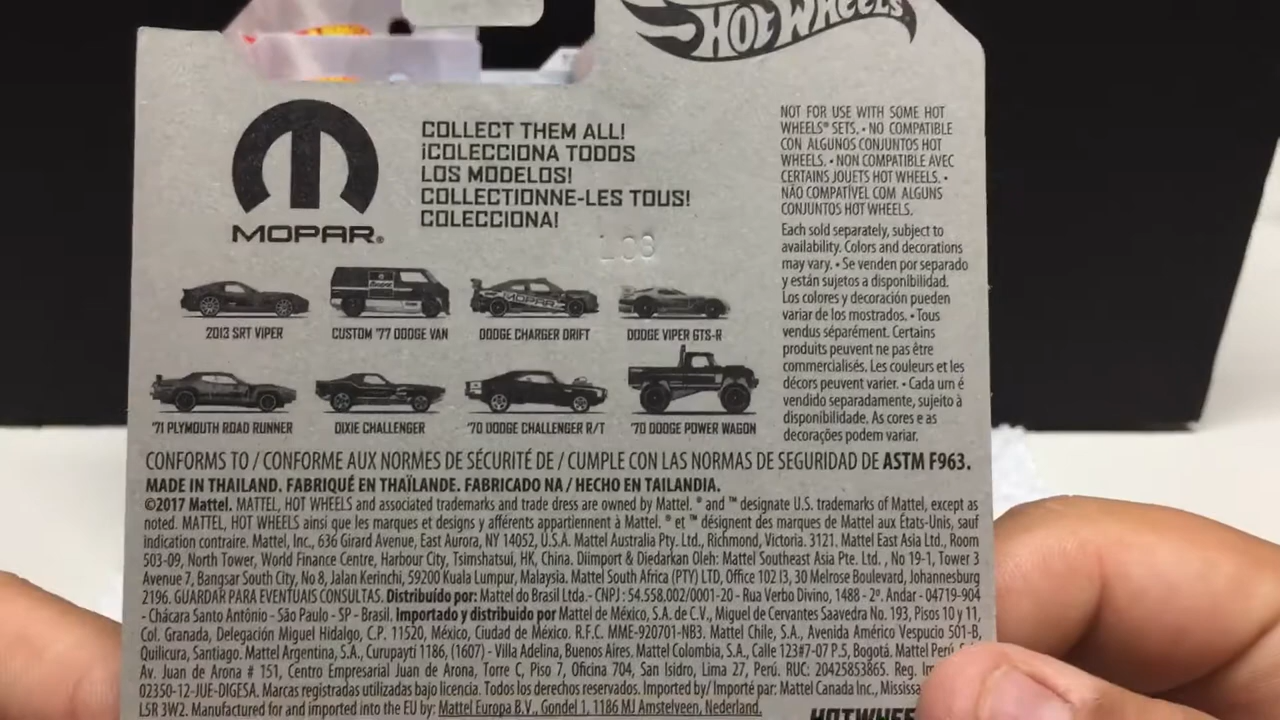 HOT WHEELS
MOPAR®
COLLECT THEM ALL!
¡COLECCIONA TODOS
LOS MODELOS!
COLLECTIONNE-LES TOUS!
COLECCIONA!
NOT FOR USE WITH SOME HOT
WHEELS® SETS. • NO COMPATIBLE
CON ALGUNOS CONJUNTOS HOT
WHEELS. • NON COMPATIBLE AVEC
CERTAINS JOUETS HOT WHEELS. •
NÃO COMPATÍVEL COM ALGUNS
CONJUNTOS HOT WHEELS.
Each sold separately, subject to
availability. Colors and decorations
may vary. • Se venden por separado
y están sujetos a disponibilidad.
Los colores y decoración pueden
variar de los mostrados. • Tous
vendus séparément. Certains
produits peuvent ne pas être
commercialisés. Les couleurs et les
décors peuvent varier. • Cada um é
vendido separadamente, sujeito à
disponibilidade. As cores e as
decorações podem variar.
MOPAR
2013 SRT VIPER
CUSTOM '77 DODGE VAN
DODGE CHARGER DRIFT
DODGE VIPER GTS-R
'71 PLYMOUTH ROAD RUNNER
DIXIE CHALLENGER
'70 DODGE CHALLENGER R/T
'70 DODGE POWER WAGON
CONFORMS TO / CONFORME AUX NORMES DE SÉCURITÉ DE / CUMPLE CON LAS NORMAS DE SEGURIDAD DE ASTM F963.
MADE IN THAILAND. FABRIQUÉ EN THAÏLANDE. FABRICADO NA / HECHO EN TAILANDIA.
©2017 Mattel. MATTEL, HOT WHEELS and associated trademarks and trade dress are owned by Mattel. ® and ™ designate U.S. trademarks of Mattel, except as
noted. MATTEL, HOT WHEELS ainsi que les marques et designs y afférents appartiennent à Mattel. ® et ™ désignent des marques de Mattel aux États-Unis, sauf
indication contraire. Mattel, Inc., 636 Girard Avenue, East Aurora, NY 14052, U.S.A. Mattel Australia Pty. Ltd., Richmond, Victoria. 3121. Mattel East Asia Ltd., Room
503-09, North Tower, World Finance Centre, Harbour City, Tsimshatsui, HK, China. Diimport & Diedarkan Oleh: Mattel Southeast Asia Pte. Ltd. , No 19-1, Tower 3
Avenue 7, Bangsar South City, No 8, Jalan Kerinchi, 59200 Kuala Lumpur, Malaysia. Mattel South Africa (PTY) LTD, Office 102 I3, 30 Melrose Boulevard, Johannesburg
2196. GUARDAR PARA EVENTUAIS CONSULTAS. Distribuído por: Mattel do Brasil Ltda.- CNPJ : 54.558.002/0001-20 - Rua Verbo Divino, 1488 - 2º. Andar - 04719-904
- Chácara Santo Antônio - São Paulo - SP - Brasil. Importado y distribuido por Mattel de México, S.A. de C.V., Miguel de Cervantes Saavedra No. 193, Pisos 10 y 11,
Col. Granada, Delegación Miguel Hidalgo, C.P. 11520, México, Ciudad de México. R.F.C. MME-920701-NB3. Mattel Chile, S.A., Avenida Américo Vespucio 501-B,
Quilicura, Santiago. Mattel Argentina, S.A., Curupaytí 1186, (1607) - Villa Adelina, Buenos Aires. Mattel Colombia, S.A., Calle 123#7-07 P.5, Bogotá. Mattel Perú,
Av. Juan de Arona # 151, Centro Empresarial Juan de Arona, Torre C, Piso 7, Oficina 704, San Isidro, Lima 27, Perú. RUC: 20425853865. Reg.
02350-12-JUE-DIGESA. Marcas registradas utilizadas bajo licencia. Todos los derechos reservados. Imported by/ Importé par: Mattel Canada Inc.,
L5R 3W2. Manufactured for and imported into the EU by: Mattel Europa B.V., Gondel 1, 1186 MJ Amstelveen, Nederland.